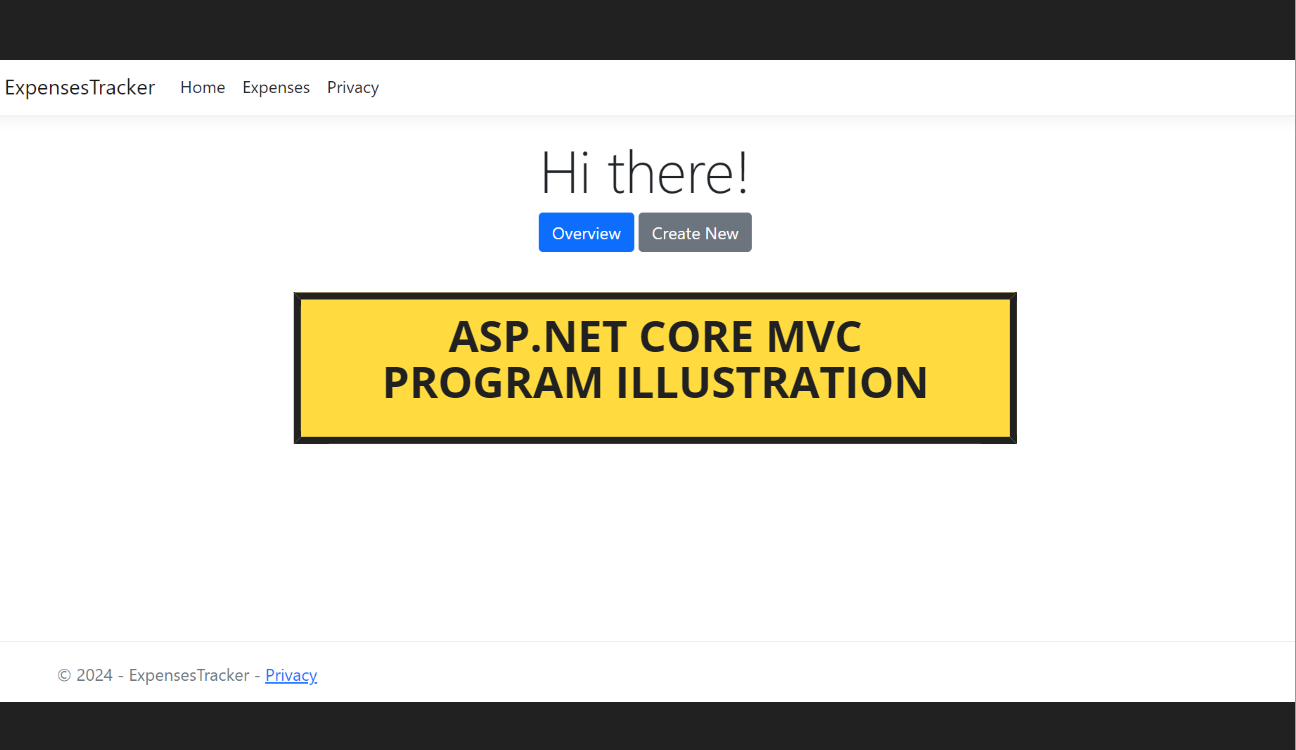 ExpensesTracker Home Expenses Privacy
Hi there!
Overview Create New
ASP.NET CORE MVC
PROGRAM ILLUSTRATION
© 2024 - ExpensesTracker - Privacy